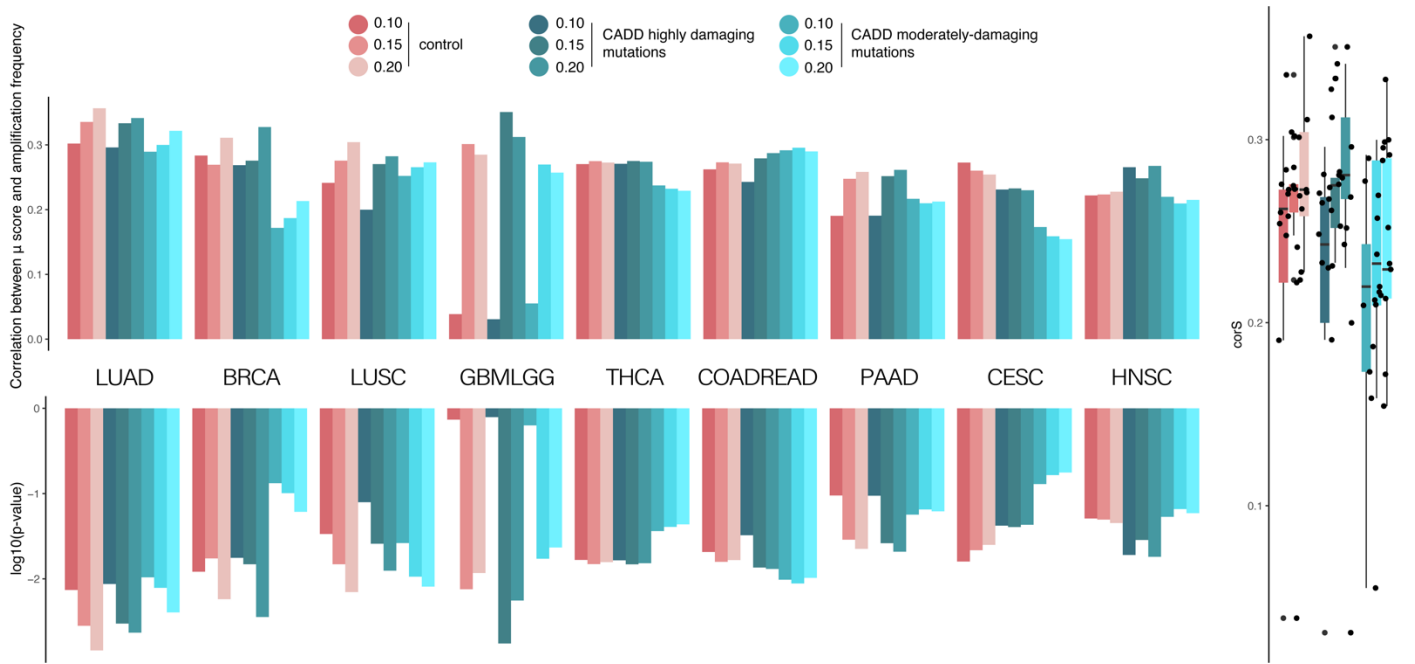 0.10
0.15
0.20
control
0.10
0.15
0.20
CADD highly damaging
mutations
0.10
0.15
0.20
CADD moderately-damaging
mutations
Correlation between μ score and amplification frequency
0.3
0.2
0.1
0.0
LUAD BRCA LUSC GBMLGG THCA COADREAD PAAD CESC HNSC
log10(p-value)
0
−1
−2
corS
0.3
0.2
0.1